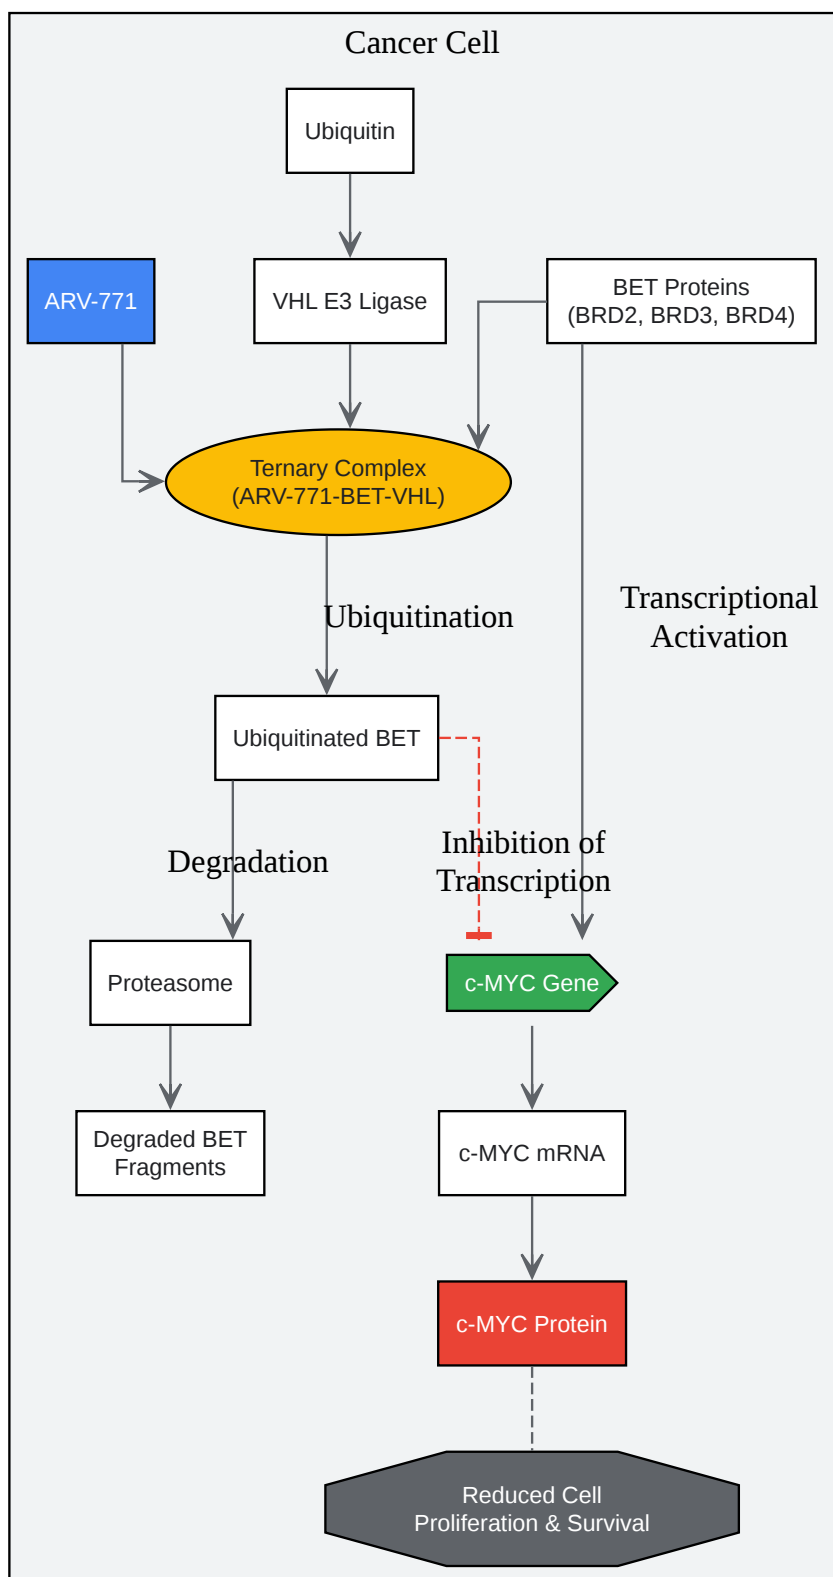 Cancer Cell
Ubiquitin
ARV-771
VHL E3 Ligase
BET Proteins
(BRD2, BRD3, BRD4)
Ternary Complex
(ARV-771-BET-VHL)
Ubiquitination
Transcriptional
Activation
Ubiquitinated BET
Degradation
Inhibition of
Transcription
Proteasome
c-MYC Gene
Degraded BET
Fragments
c-MYC mRNA
c-MYC Protein
Reduced Cell
Proliferation & Survival